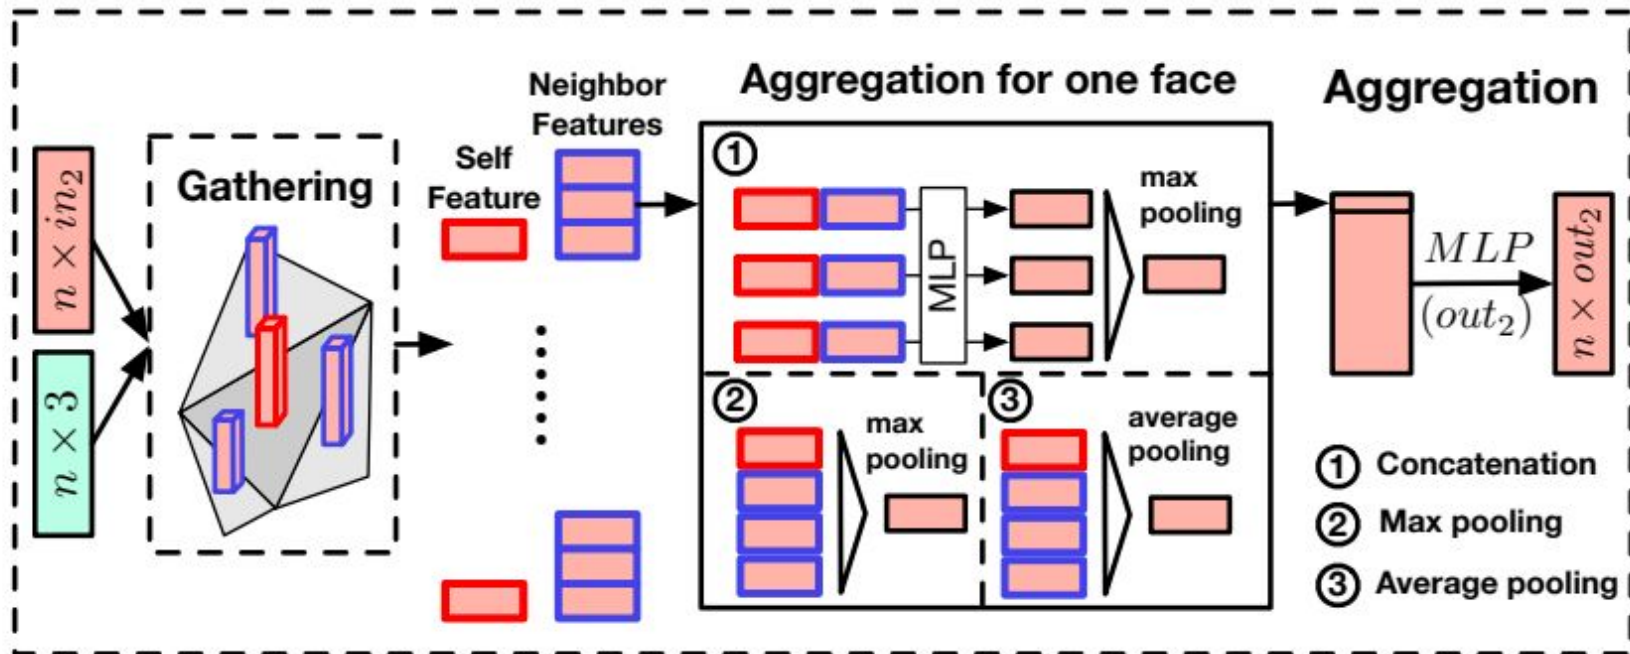 n × in₂
n × 3
Gathering
Self
Feature
Neighbor
Features
Aggregation for one face
1
MLP
max
pooling
2
max
pooling
3
average
pooling
Aggregation
MLP
(out₂)
n × out₂
1 Concatenation
2 Max pooling
3 Average pooling